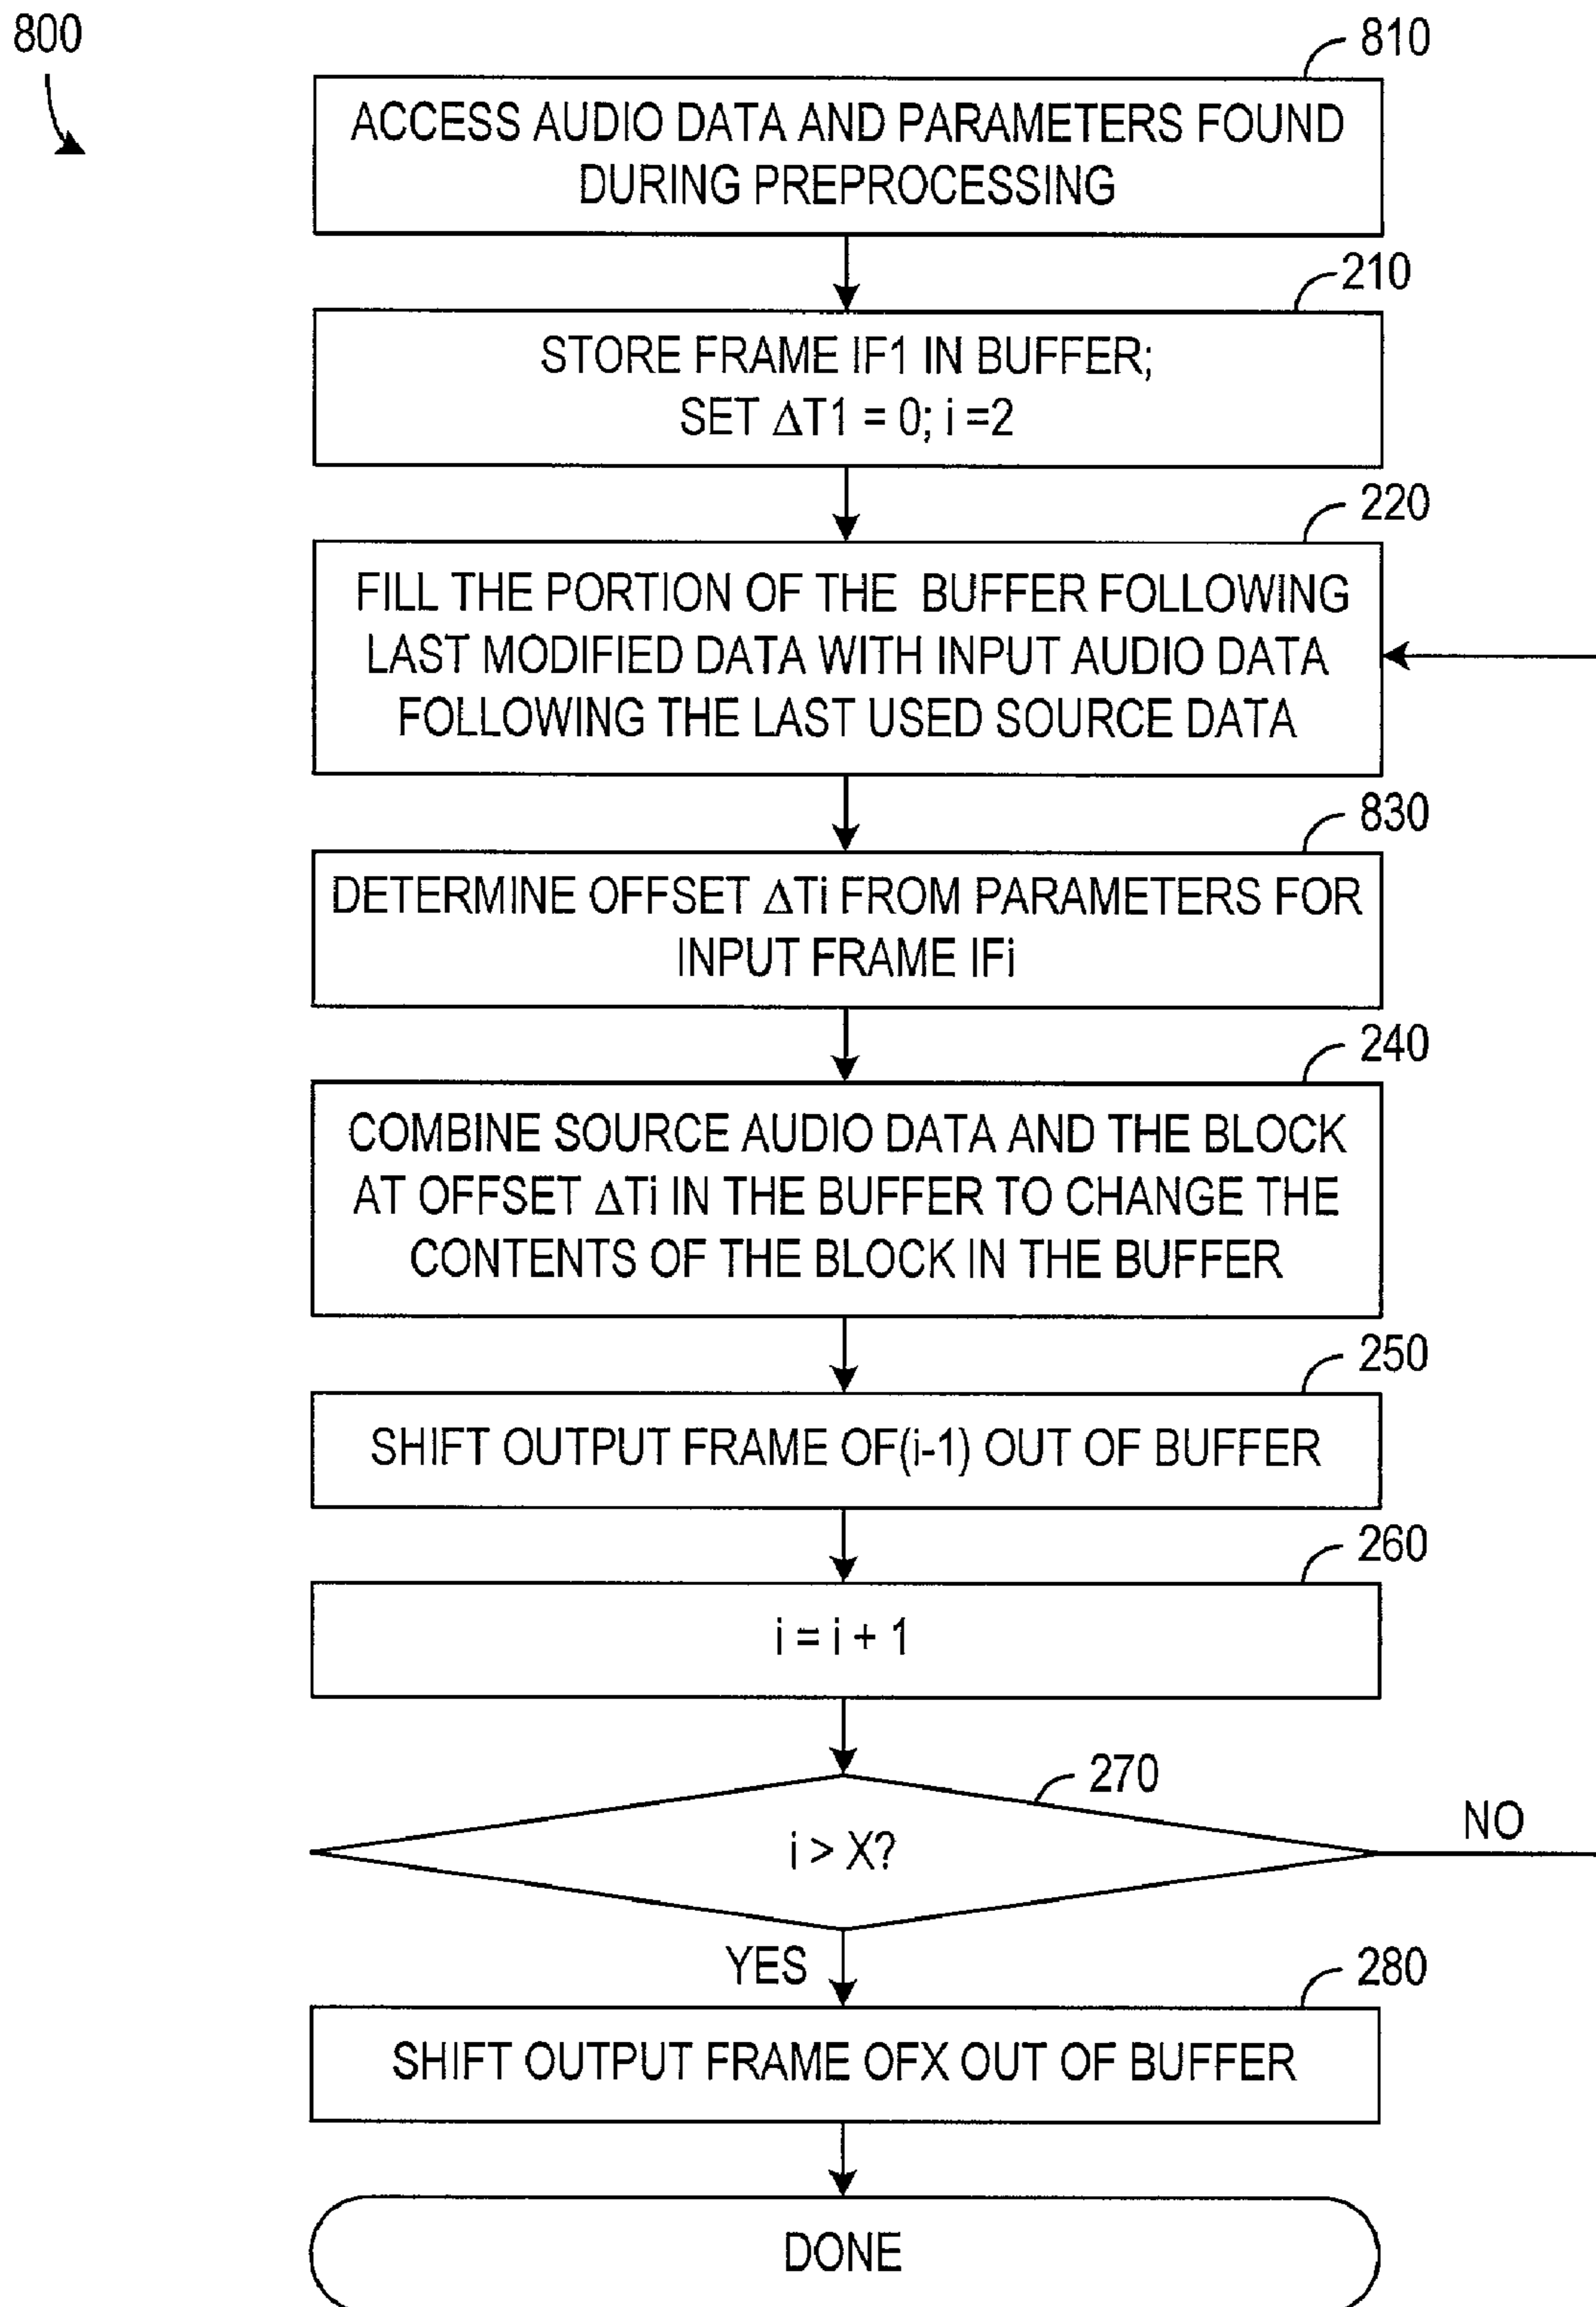 800
810
ACCESS AUDIO DATA AND PARAMETERS FOUND
DURING PREPROCESSING
210
STORE FRAME IF1 IN BUFFER;
SET ΔT1 = 0; i =2
220
FILL THE PORTION OF THE BUFFER FOLLOWING
LAST MODIFIED DATA WITH INPUT AUDIO DATA
FOLLOWING THE LAST USED SOURCE DATA
830
DETERMINE OFFSET ΔTi FROM PARAMETERS FOR
INPUT FRAME IFi
240
COMBINE SOURCE AUDIO DATA AND THE BLOCK
AT OFFSET ΔTi IN THE BUFFER TO CHANGE THE
CONTENTS OF THE BLOCK IN THE BUFFER
250
SHIFT OUTPUT FRAME OF(i-1) OUT OF BUFFER
260
i = i + 1
270
i > X?
NO
YES
280
SHIFT OUTPUT FRAME OFX OUT OF BUFFER
DONE